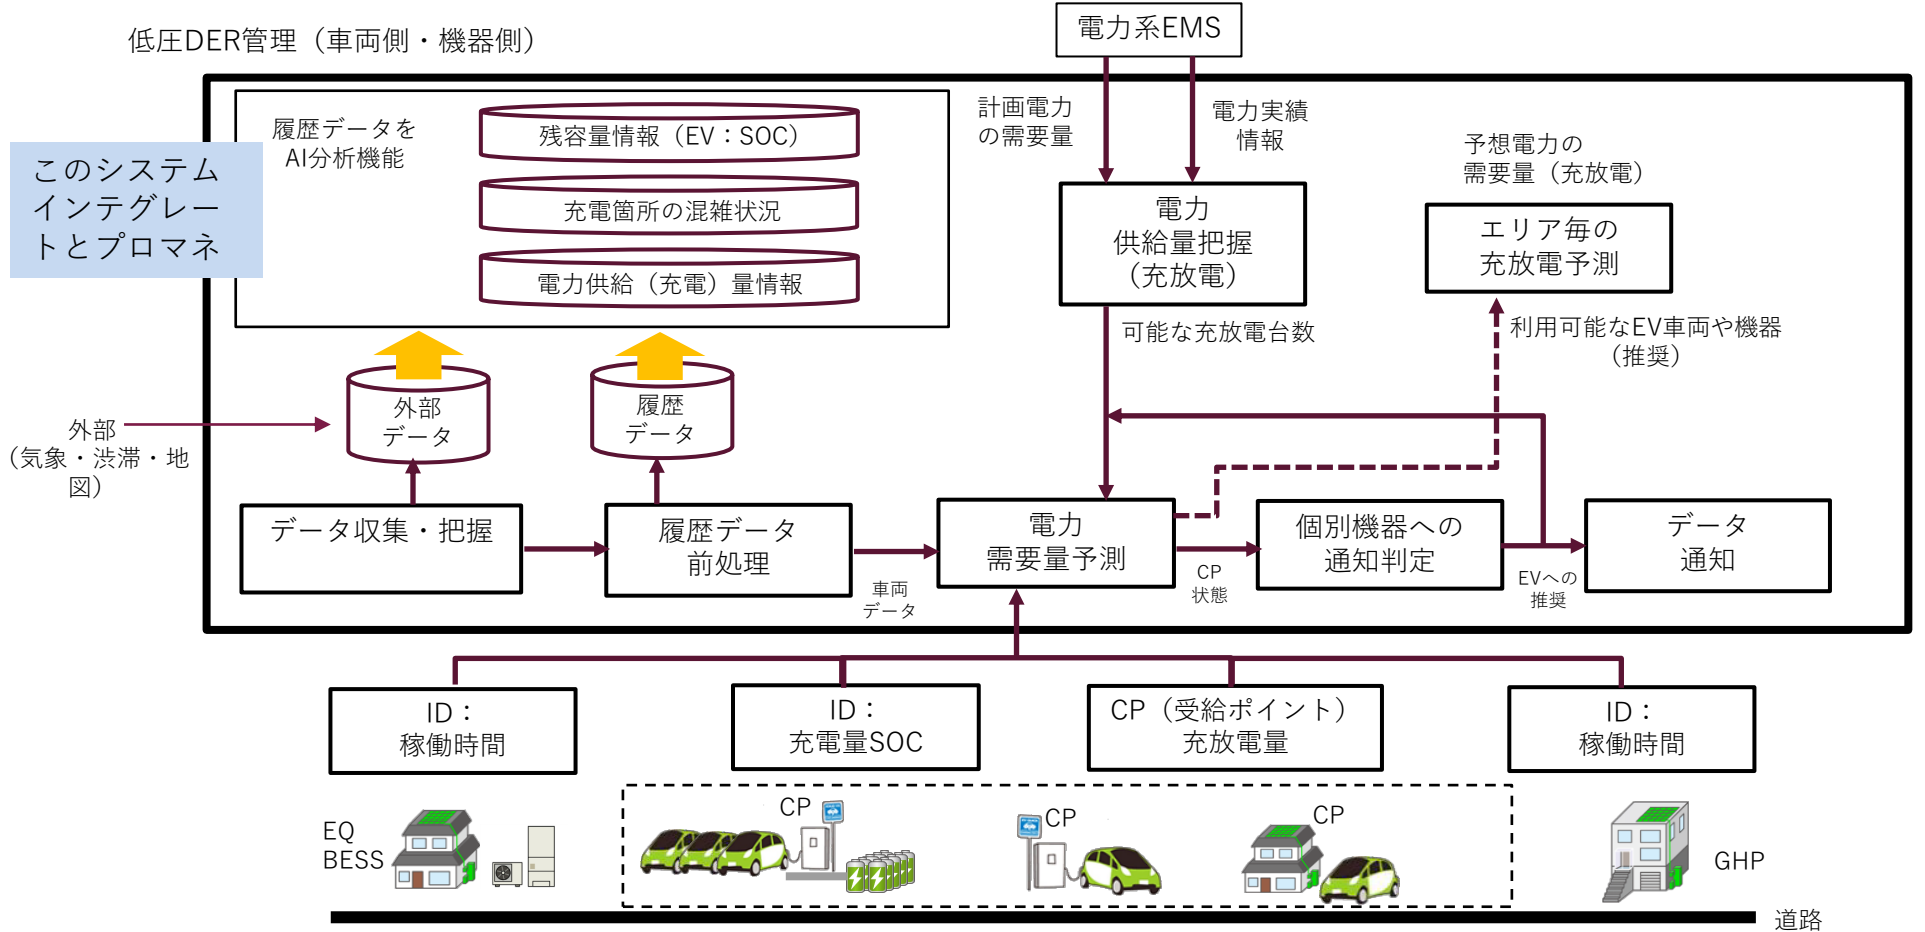 低圧DER管理（車両側・機器側）
電力系EMS
このシステム
インテグレー
トとプロマネ
履歴データを
AI分析機能
残容量情報（EV：SOC）
充電箇所の混雑状況
電力供給（充電）量情報
計画電力
の需要量
電力実績
情報
予想電力の
需要量（充放電）
電力
供給量把握
（充放電）
エリア毎の
充放電予測
可能な充放電台数
利用可能なEV車両や機器
（推奨）
外部
（気象・渋滞・地
図）
外部
データ
履歴
データ
データ収集・把握
履歴データ
前処理
車両
データ
電力
需要量予測
CP
状態
個別機器への
通知判定
EVへの
推奨
データ
通知
ID：
稼働時間
ID：
充電量SOC
CP（受給ポイント）
充放電量
ID：
稼働時間
EQ
BESS
CP
CP
CP
GHP
道路